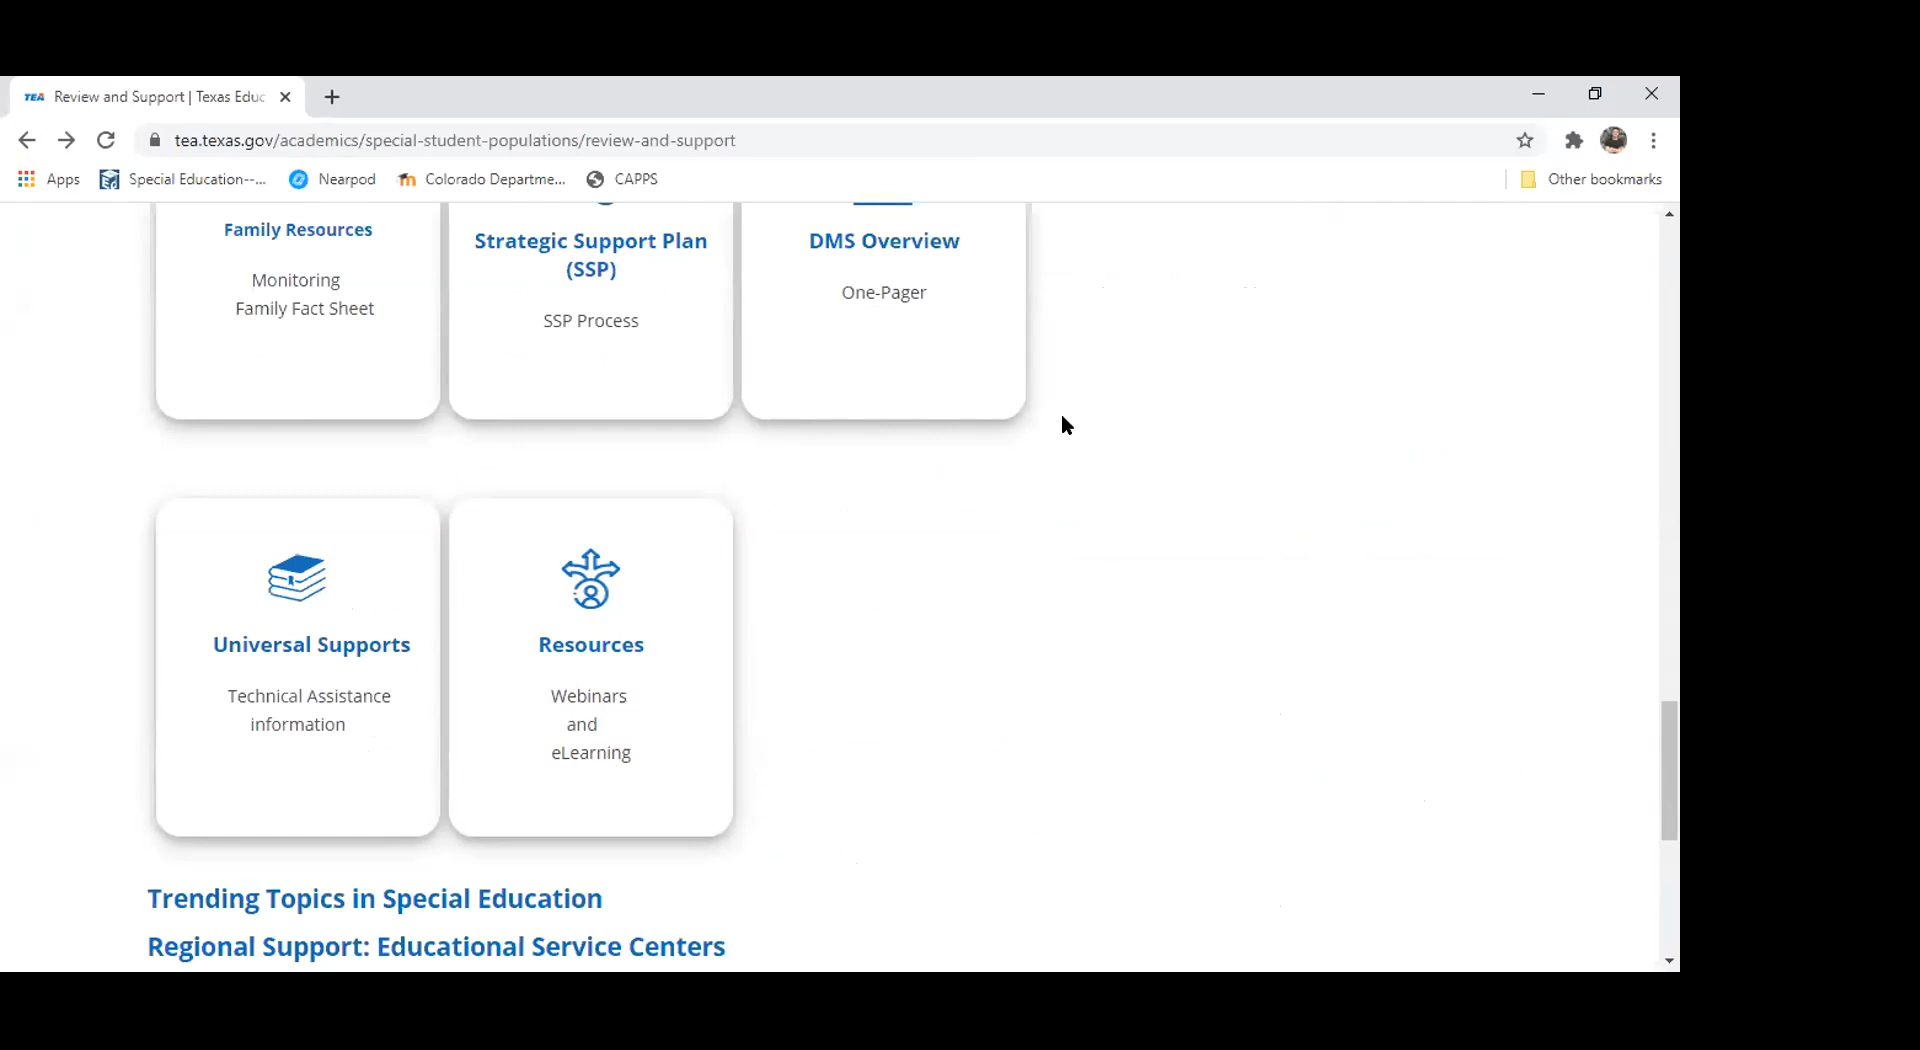 TEA Review and Support | Texas Educ
tea.texas.gov/academics/special-student-populations/review-and-support
Apps Special Education--... Nearpod Colorado Departme... CAPPS Other bookmarks
Family Resources
Monitoring
Family Fact Sheet
Strategic Support Plan
(SSP)
SSP Process
DMS Overview
One-Pager
Universal Supports
Technical Assistance
information
Resources
Webinars
and
eLearning
Trending Topics in Special Education
Regional Support: Educational Service Centers